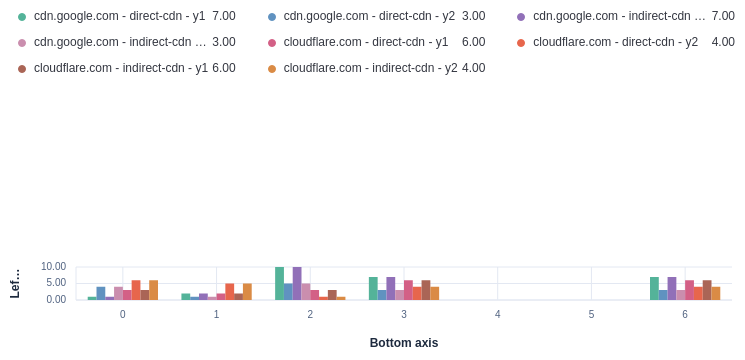 cdn.google.com - direct-cdn - y1 7.00
cdn.google.com - direct-cdn - y2 3.00
cdn.google.com - indirect-cdn ... 7.00
cdn.google.com - indirect-cdn ... 3.00
cloudflare.com - direct-cdn - y1 6.00
cloudflare.com - direct-cdn - y2 4.00
cloudflare.com - indirect-cdn - y1 6.00
cloudflare.com - indirect-cdn - y2 4.00
Lef...
10.00
5.00
0.00
0 1 2 3 4 5 6
Bottom axis